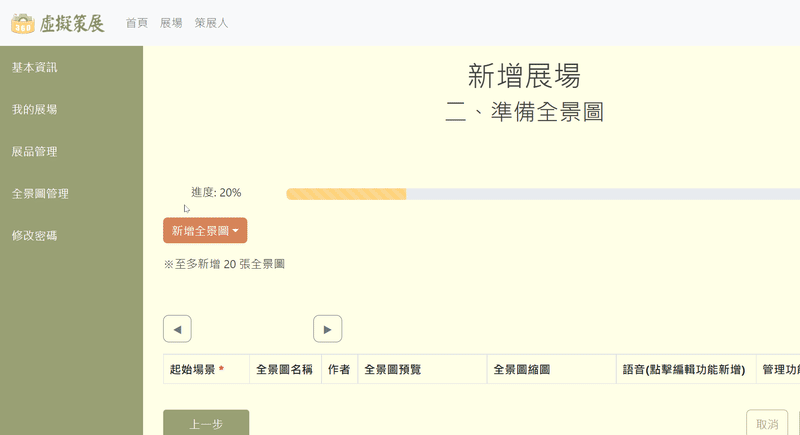 虛擬策展 首頁 展場 策展人
基本資訊
我的展場
展品管理
全景圖管理
修改密碼
新增展場
二、準備全景圖
進度: 20%
新增全景圖
※至多新增 20 張全景圖
◀ ▶
起始場景 * 全景圖名稱 作者 全景圖預覽 全景圖縮圖 語音(點擊編輯功能新增) 管理功
上一步 取消